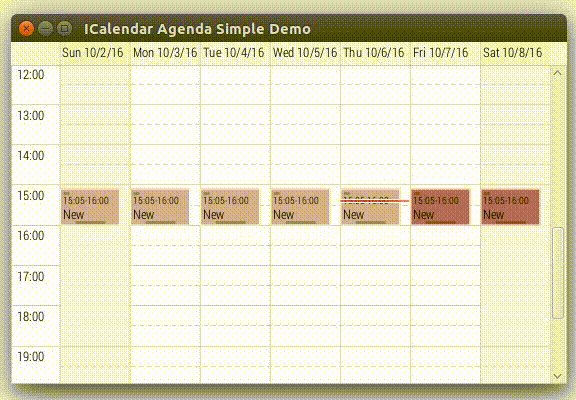 ICalendar Agenda Simple Demo
Sun 10/2/16 Mon 10/3/16 Tue 10/4/16 Wed 10/5/16 Thu 10/6/16 Fri 10/7/16 Sat 10/8/16
12:00
13:00
14:00
15:00
15:05-16:00 15:05-16:00 15:05-16:00 15:05-16:00 15:05-16:00 15:05-16:00 15:05-16:00
New New New New New New New
16:00
17:00
18:00
19:00